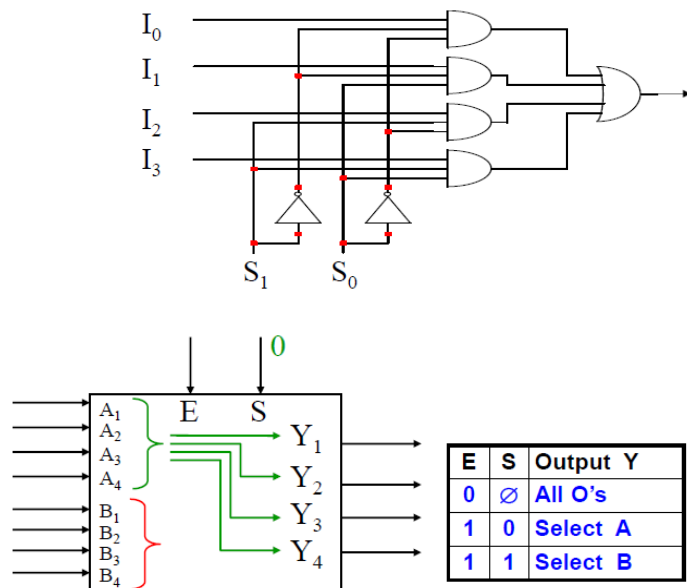 I0
I1
I2
I3
S1 S0
0
E S
A1
A2
A3
A4
B1
B2
B3
B4
Y1
Y2
Y3
Y4
E S Output Y
0 ∅ All O's
1 0 Select A
1 1 Select B